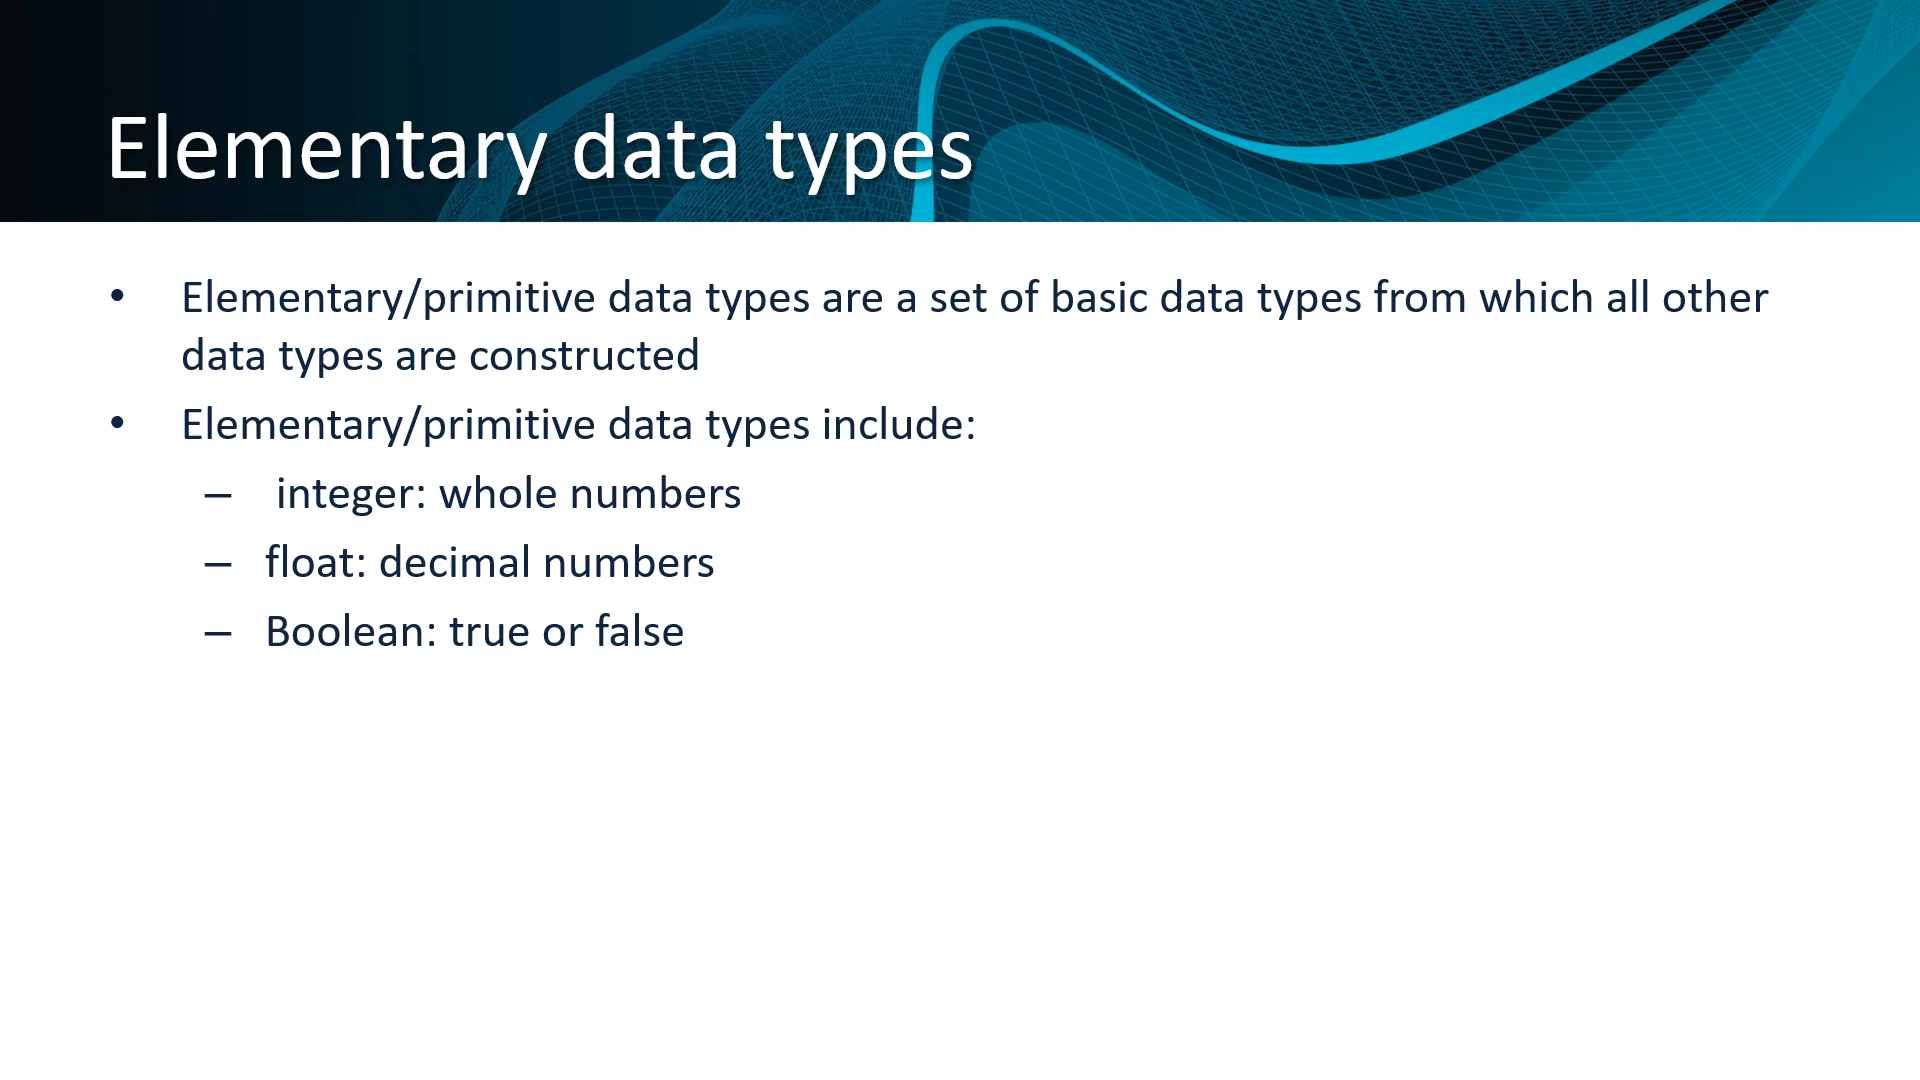 Elementary data types
• Elementary/primitive data types are a set of basic data types from which all other
data types are constructed
• Elementary/primitive data types include:
– integer: whole numbers
– float: decimal numbers
– Boolean: true or false